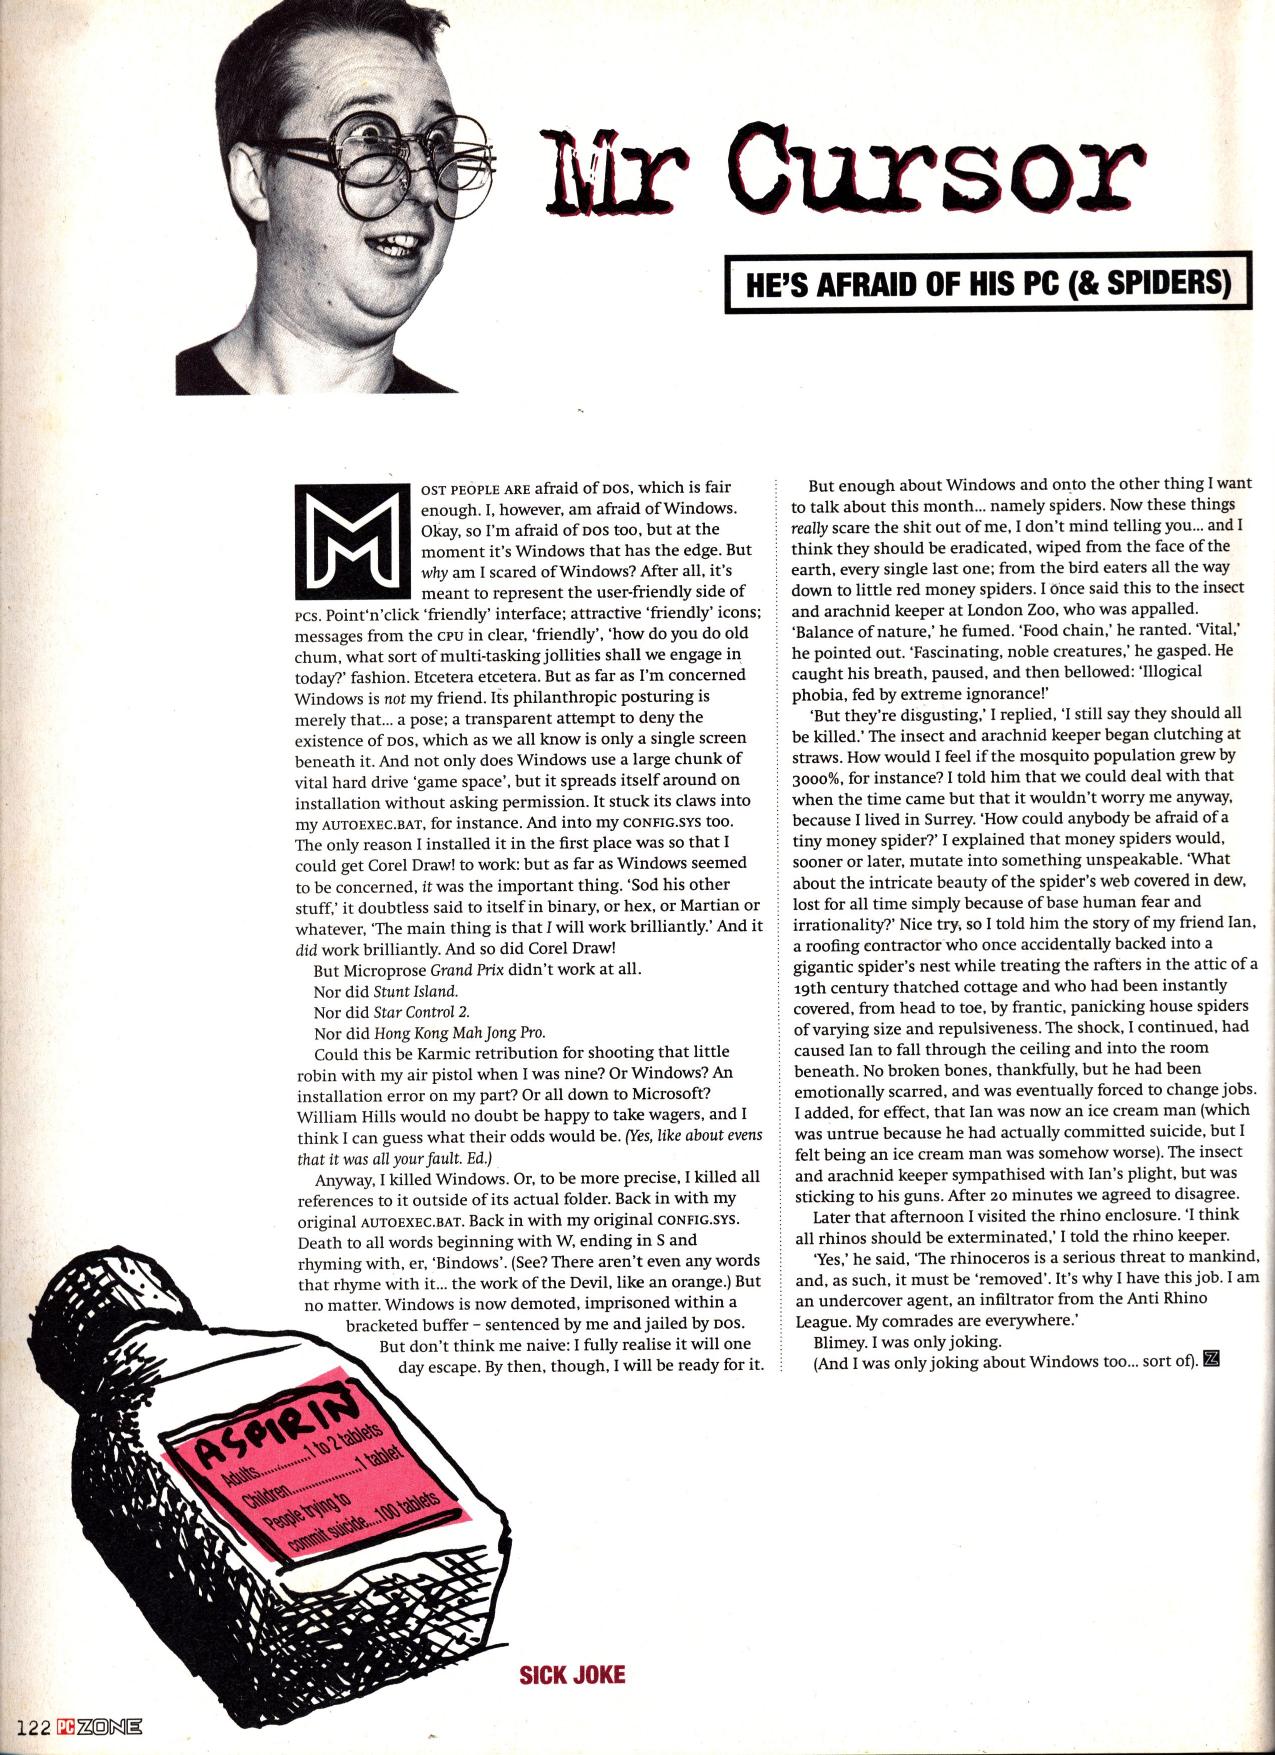 Mr Cursor
HE'S AFRAID OF HIS PC (& SPIDERS)
MOST PEOPLE ARE afraid of DOS, which is fair
enough. I, however, am afraid of Windows.
Okay, so I'm afraid of DOS too, but at the
moment it's Windows that has the edge. But
why am I scared of Windows? After all, it's
meant to represent the user-friendly side of
PCS. Point'n'click 'friendly' interface; attractive 'friendly' icons;
messages from the CPU in clear, 'friendly', 'how do you do old
chum, what sort of multi-tasking jollities shall we engage in
today?' fashion. Etcetera etcetera. But as far as I'm concerned
Windows is not my friend. Its philanthropic posturing is
merely that... a pose; a transparent attempt to deny the
existence of DOS, which as we all know is only a single screen
beneath it. And not only does Windows use a large chunk of
vital hard drive 'game space', but it spreads itself around on
installation without asking permission. It stuck its claws into
my AUTOEXEC.BAT, for instance. And into my CONFIG.SYS too.
The only reason I installed it in the first place was so that I
could get Corel Draw! to work: but as far as Windows seemed
to be concerned, it was the important thing. 'Sod his other
stuff,' it doubtless said to itself in binary, or hex, or Martian or
whatever, 'The main thing is that I will work brilliantly.' And it
did work brilliantly. And so did Corel Draw!
But Microprose Grand Prix didn't work at all.
Nor did Stunt Island.
Nor did Star Control 2.
Nor did Hong Kong Mah Jong Pro.
Could this be Karmic retribution for shooting that little
robin with my air pistol when I was nine? Or Windows? An
installation error on my part? Or all down to Microsoft?
William Hills would no doubt be happy to take wagers, and I
think I can guess what their odds would be. (Yes, like about evens
that it was all your fault. Ed.)
Anyway, I killed Windows. Or, to be more precise, I killed all
references to it outside of its actual folder. Back in with my
original AUTOEXEC.BAT. Back in with my original CONFIG.SYS.
Death to all words beginning with W, ending in S and
rhyming with, er, 'Bindows'. (See? There aren't even any words
that rhyme with it... the work of the Devil, like an orange.) But
no matter. Windows is now demoted, imprisoned within a
bracketed buffer – sentenced by me and jailed by DOS.
But don't think me naive: I fully realise it will one
day escape. By then, though, I will be ready for it.
But enough about Windows and onto the other thing I want
to talk about this month... namely spiders. Now these things
really scare the shit out of me, I don't mind telling you... and I
think they should be eradicated, wiped from the face of the
earth, every single last one; from the bird eaters all the way
down to little red money spiders. I once said this to the insect
and arachnid keeper at London Zoo, who was appalled.
'Balance of nature,' he fumed. 'Food chain,' he ranted. 'Vital,'
he pointed out. 'Fascinating, noble creatures,' he gasped. He
caught his breath, paused, and then bellowed: 'Illogical
phobia, fed by extreme ignorance!'
'But they're disgusting,' I replied, 'I still say they should all
be killed.' The insect and arachnid keeper began clutching at
straws. How would I feel if the mosquito population grew by
3000%, for instance? I told him that we could deal with that
when the time came but that it wouldn't worry me anyway,
because I lived in Surrey. 'How could anybody be afraid of a
tiny money spider?' I explained that money spiders would,
sooner or later, mutate into something unspeakable. 'What
about the intricate beauty of the spider's web covered in dew,
lost for all time simply because of base human fear and
irrationality?' Nice try, so I told him the story of my friend Ian,
a roofing contractor who once accidentally backed into a
gigantic spider's nest while treating the rafters in the attic of a
19th century thatched cottage and who had been instantly
covered, from head to toe, by frantic, panicking house spiders
of varying size and repulsiveness. The shock, I continued, had
caused Ian to fall through the ceiling and into the room
beneath. No broken bones, thankfully, but he had been
emotionally scarred, and was eventually forced to change jobs.
I added, for effect, that Ian was now an ice cream man (which
was untrue because he had actually committed suicide, but I
felt being an ice cream man was somehow worse). The insect
and arachnid keeper sympathised with Ian's plight, but was
sticking to his guns. After 20 minutes we agreed to disagree.
Later that afternoon I visited the rhino enclosure. 'I think
all rhinos should be exterminated,' I told the rhino keeper.
'Yes,' he said, 'The rhinoceros is a serious threat to mankind,
and, as such, it must be 'removed'. It's why I have this job. I am
an undercover agent, an infiltrator from the Anti Rhino
League. My comrades are everywhere.'
Blimey. I was only joking.
(And I was only joking about Windows too... sort of). Z
ASPIRIN
Adults..............1 to 2 tablets
Children....................1 tablet
People trying to
commit suicide....100 tablets
SICK JOKE
122 PC ZONE